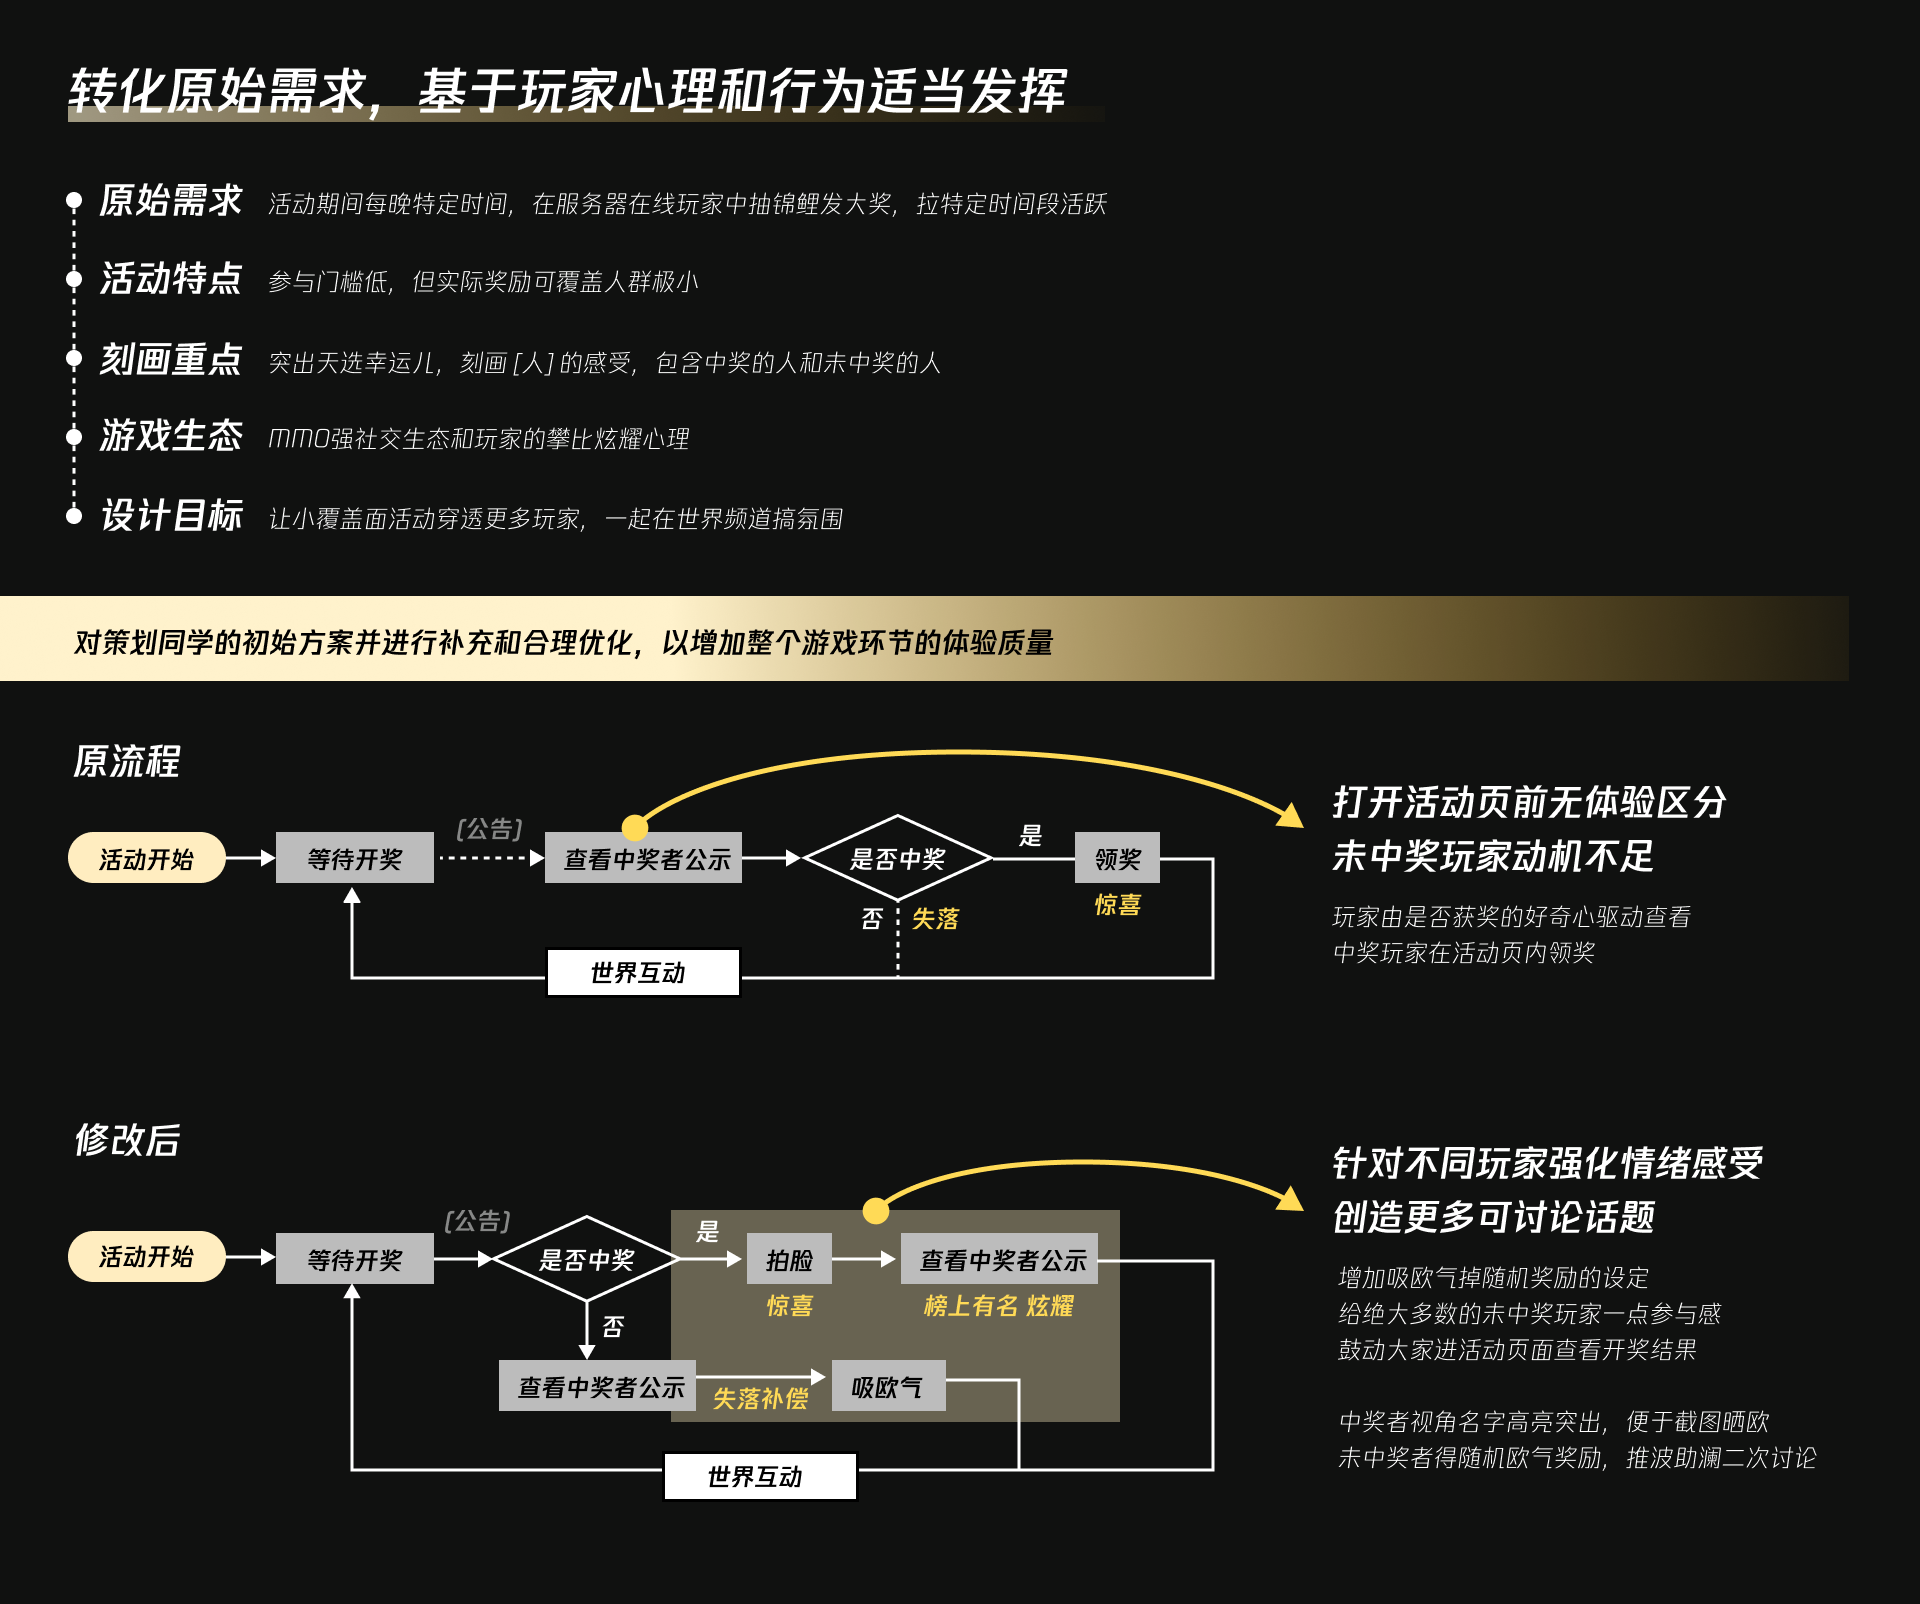 转化原始需求，基于玩家心理和行为适当发挥
原始需求 活动期间每晚特定时间，在服务器在线玩家中抽锦鲤发大奖，拉特定时间段活跃
活动特点 参与门槛低，但实际奖励可覆盖人群极小
刻画重点 突出天选幸运儿，刻画 [人] 的感受，包含中奖的人和未中奖的人
游戏生态 MMO强社交生态和玩家的攀比炫耀心理
设计目标 让小覆盖面活动穿透更多玩家，一起在世界频道搞氛围
对策划同学的初始方案并进行补充和合理优化，以增加整个游戏环节的体验质量
原流程
活动开始
等待开奖
[公告]
查看中奖者公示
是否中奖
是
领奖
惊喜
否
失落
世界互动
打开活动页前无体验区分
未中奖玩家动机不足
玩家由是否获奖的好奇心驱动查看
中奖玩家在活动页内领奖
修改后
活动开始
等待开奖
[公告]
是否中奖
是
拍脸
惊喜
查看中奖者公示
榜上有名 炫耀
否
查看中奖者公示
失落补偿
吸欧气
世界互动
针对不同玩家强化情绪感受
创造更多可讨论话题
增加吸欧气掉随机奖励的设定
给绝大多数的未中奖玩家一点参与感
鼓动大家进活动页面查看开奖结果
中奖者视角名字高亮突出，便于截图晒欧
未中奖者得随机欧气奖励，推波助澜二次讨论